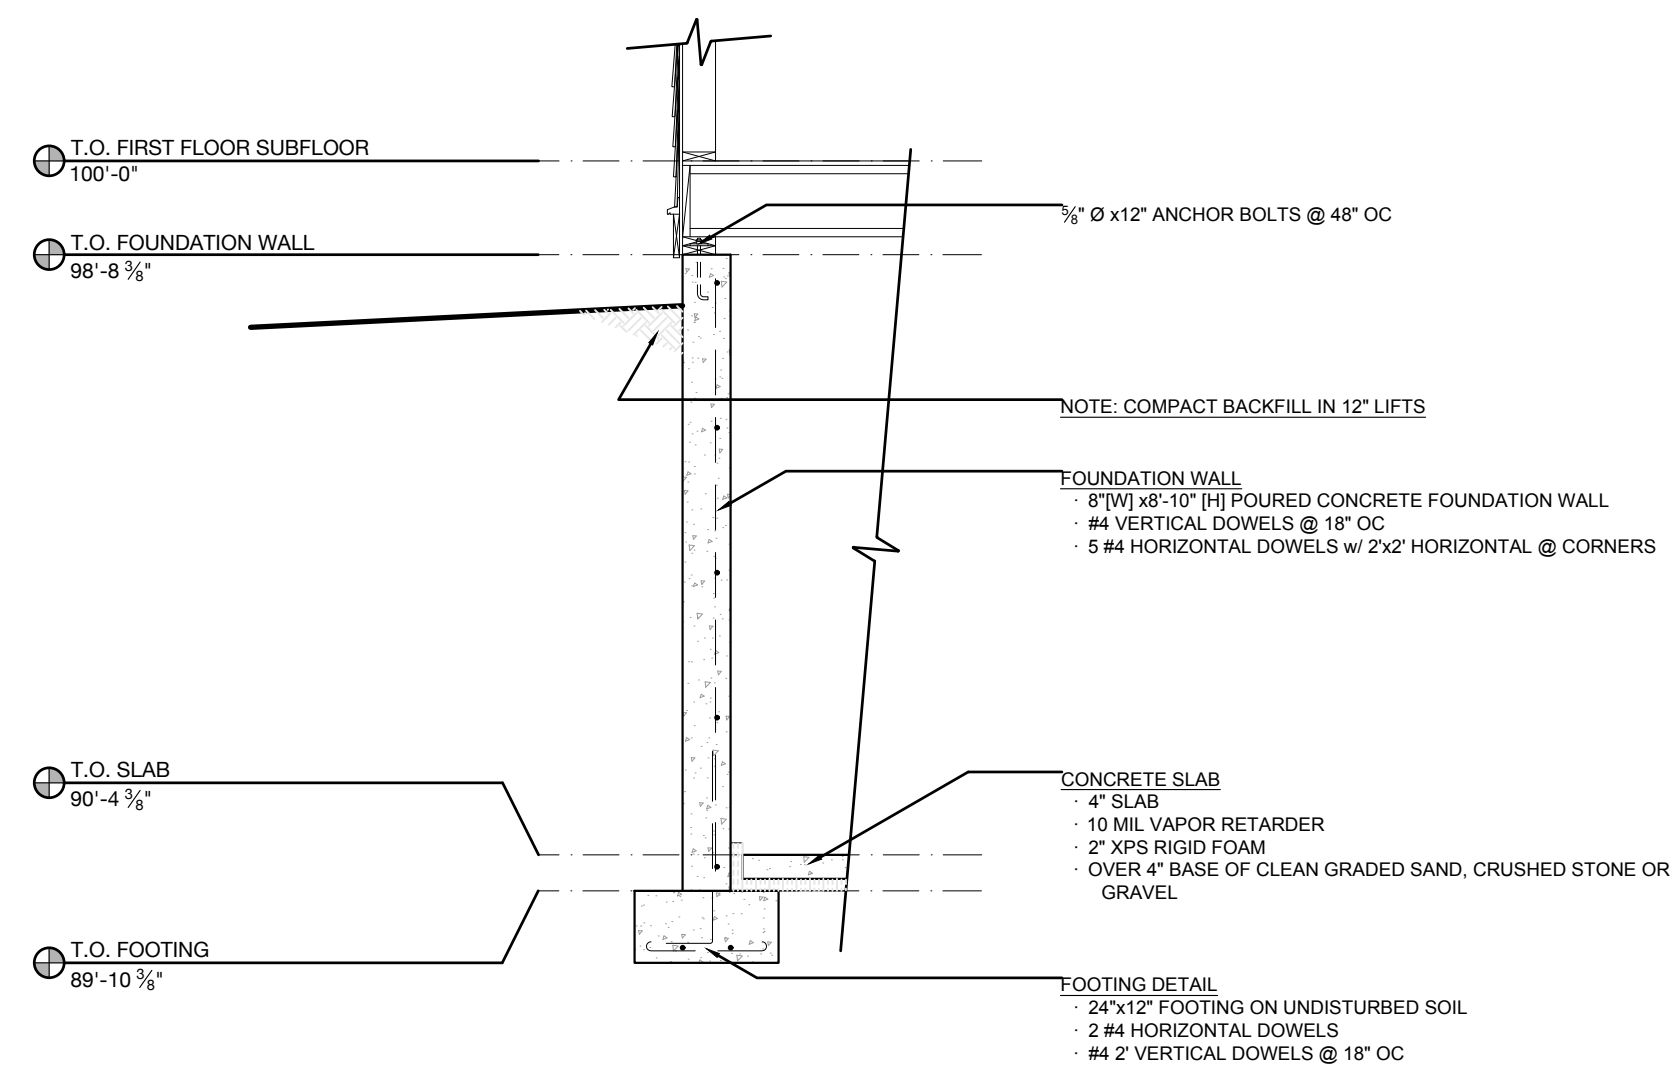 T.O. FIRST FLOOR SUBFLOOR
100'-0"
5⁄8" Ø x12" ANCHOR BOLTS @ 48" OC
T.O. FOUNDATION WALL
98'-8 3⁄8"
NOTE: COMPACT BACKFILL IN 12" LIFTS
FOUNDATION WALL
· 8"[W] x8'-10" [H] POURED CONCRETE FOUNDATION WALL
· #4 VERTICAL DOWELS @ 18" OC
· 5 #4 HORIZONTAL DOWELS w/ 2'x2' HORIZONTAL @ CORNERS
T.O. SLAB
90'-4 3⁄8"
CONCRETE SLAB
· 4" SLAB
· 10 MIL VAPOR RETARDER
· 2" XPS RIGID FOAM
· OVER 4" BASE OF CLEAN GRADED SAND, CRUSHED STONE OR
GRAVEL
T.O. FOOTING
89'-10 3⁄8"
FOOTING DETAIL
· 24"x12" FOOTING ON UNDISTURBED SOIL
· 2 #4 HORIZONTAL DOWELS
· #4 2' VERTICAL DOWELS @ 18" OC